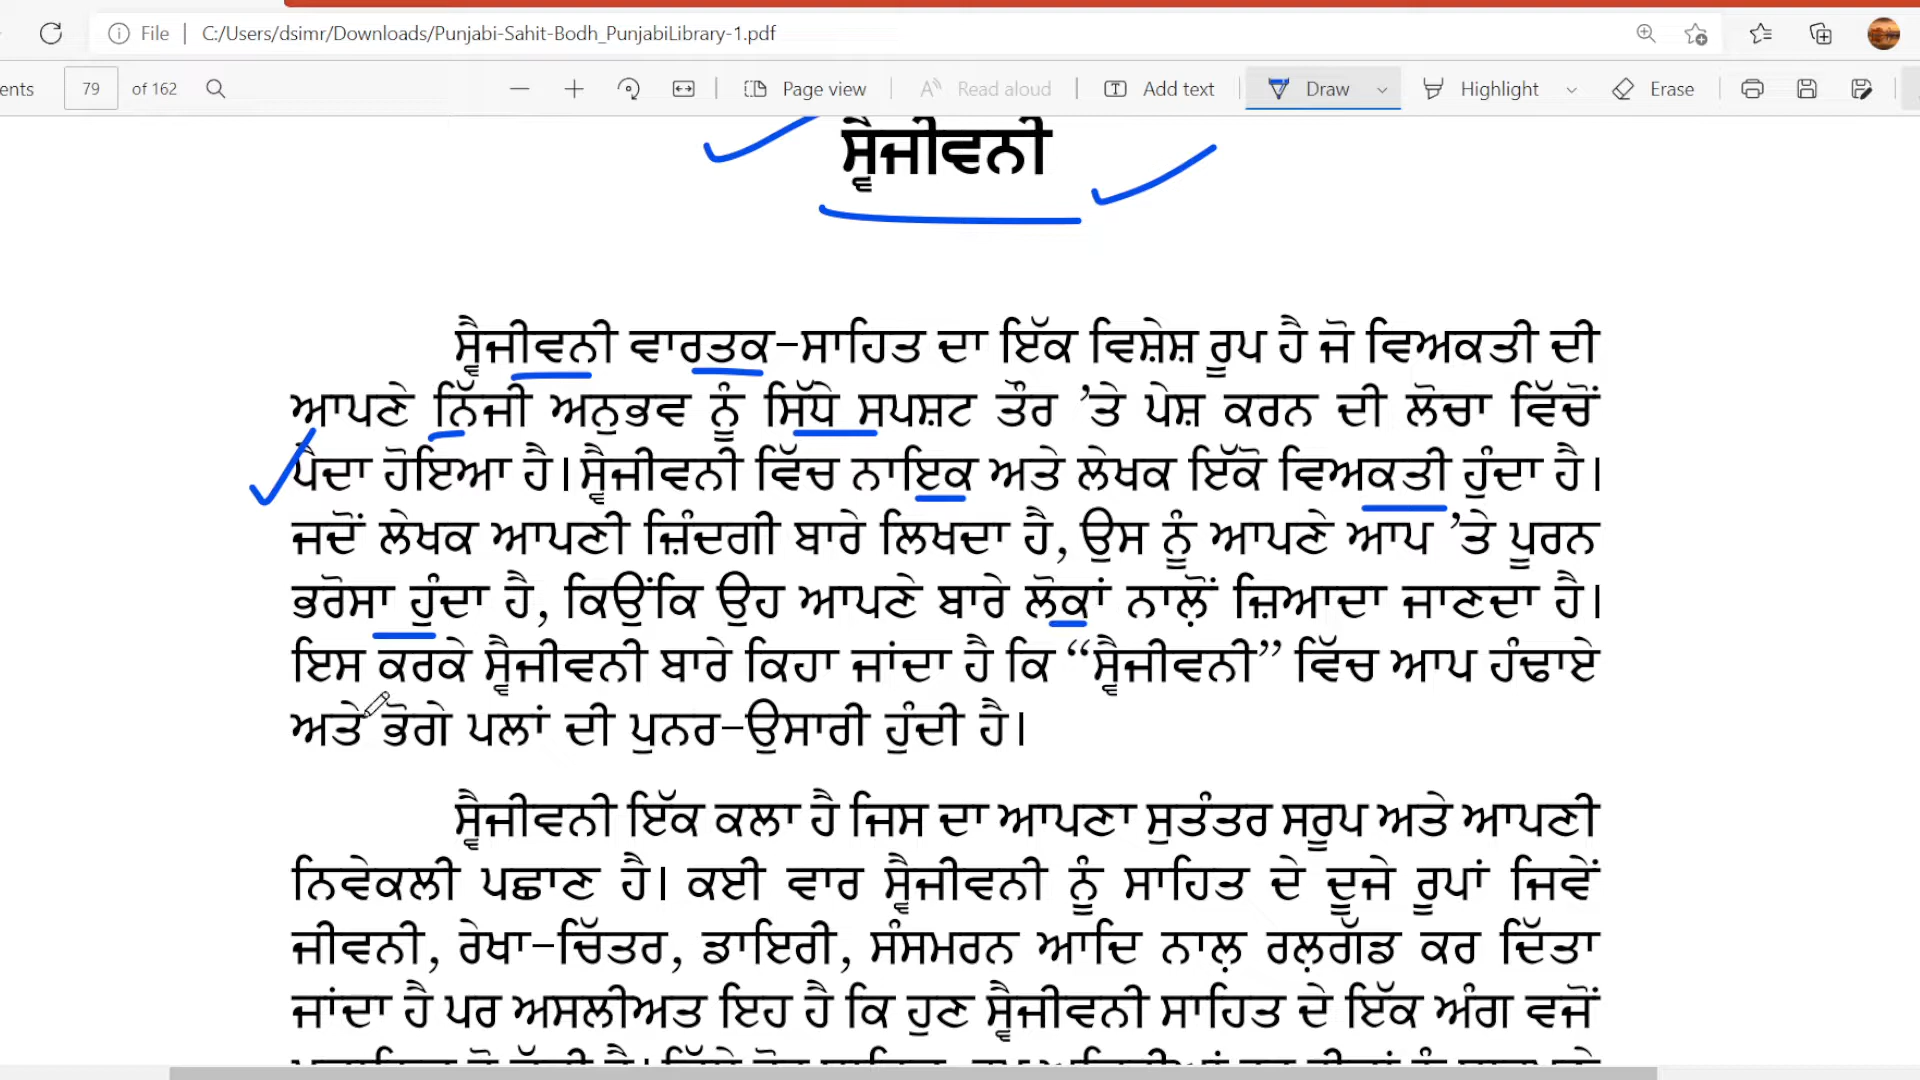 File | C:/Users/dsimr/Downloads/Punjabi-Sahit-Bodh_PunjabiLibrary-1.pdf
ents 79 of 162 Page view Read aloud Add text Draw Highlight Erase
ਸ੍ਵੈਜੀਵਨੀ
ਸ੍ਵੈਜੀਵਨੀ ਵਾਰਤਕ-ਸਾਹਿਤ ਦਾ ਇੱਕ ਵਿਸ਼ੇਸ਼ ਰੂਪ ਹੈ ਜੋ ਵਿਅਕਤੀ ਦੀ
ਆਪਣੇ ਨਿੱਜੀ ਅਨੁਭਵ ਨੂੰ ਸਿੱਧੇ ਸਪਸ਼ਟ ਤੌਰ ’ਤੇ ਪੇਸ਼ ਕਰਨ ਦੀ ਲੋਚਾ ਵਿੱਚੋਂ
ਪੈਦਾ ਹੋਇਆ ਹੈ। ਸ੍ਵੈਜੀਵਨੀ ਵਿੱਚ ਨਾਇਕ ਅਤੇ ਲੇਖਕ ਇੱਕੋ ਵਿਅਕਤੀ ਹੁੰਦਾ ਹੈ।
ਜਦੋਂ ਲੇਖਕ ਆਪਣੀ ਜ਼ਿੰਦਗੀ ਬਾਰੇ ਲਿਖਦਾ ਹੈ, ਉਸ ਨੂੰ ਆਪਣੇ ਆਪ ’ਤੇ ਪੂਰਨ
ਭਰੋਸਾ ਹੁੰਦਾ ਹੈ, ਕਿਉਂਕਿ ਉਹ ਆਪਣੇ ਬਾਰੇ ਲੋਕਾਂ ਨਾਲ਼ੋਂ ਜ਼ਿਆਦਾ ਜਾਣਦਾ ਹੈ।
ਇਸ ਕਰਕੇ ਸ੍ਵੈਜੀਵਨੀ ਬਾਰੇ ਕਿਹਾ ਜਾਂਦਾ ਹੈ ਕਿ “ਸ੍ਵੈਜੀਵਨੀ” ਵਿੱਚ ਆਪ ਹੰਢਾਏ
ਅਤੇ ਭੋਗੇ ਪਲਾਂ ਦੀ ਪੁਨਰ-ਉਸਾਰੀ ਹੁੰਦੀ ਹੈ।
ਸ੍ਵੈਜੀਵਨੀ ਇੱਕ ਕਲਾ ਹੈ ਜਿਸ ਦਾ ਆਪਣਾ ਸੁਤੰਤਰ ਸਰੂਪ ਅਤੇ ਆਪਣੀ
ਨਿਵੇਕਲੀ ਪਛਾਣ ਹੈ। ਕਈ ਵਾਰ ਸ੍ਵੈਜੀਵਨੀ ਨੂੰ ਸਾਹਿਤ ਦੇ ਦੂਜੇ ਰੂਪਾਂ ਜਿਵੇਂ
ਜੀਵਨੀ, ਰੇਖਾ-ਚਿੱਤਰ, ਡਾਇਰੀ, ਸੰਸਮਰਨ ਆਦਿ ਨਾਲ਼ ਰਲ਼ਗੱਡ ਕਰ ਦਿੱਤਾ
ਜਾਂਦਾ ਹੈ ਪਰ ਅਸਲੀਅਤ ਇਹ ਹੈ ਕਿ ਹੁਣ ਸ੍ਵੈਜੀਵਨੀ ਸਾਹਿਤ ਦੇ ਇੱਕ ਅੰਗ ਵਜੋਂ